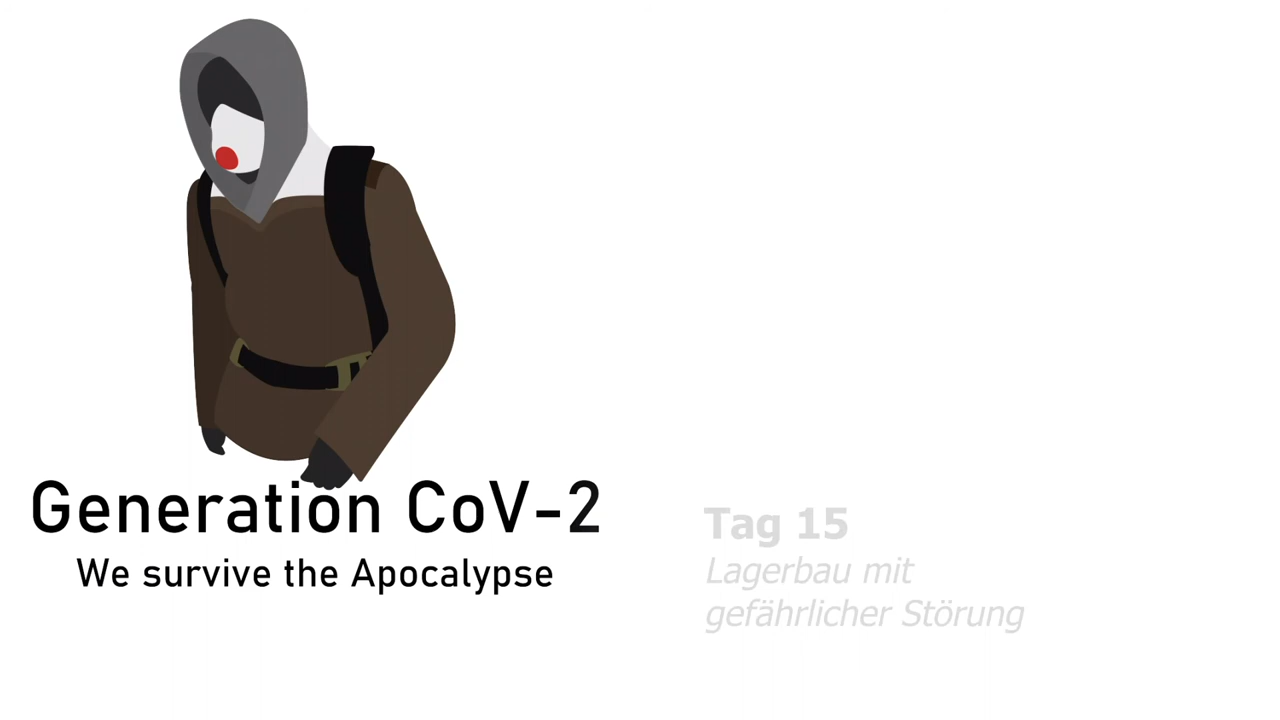 Generation CoV-2
We survive the Apocalypse
Tag 15
Lagerbau mit
gefährlicher Störung